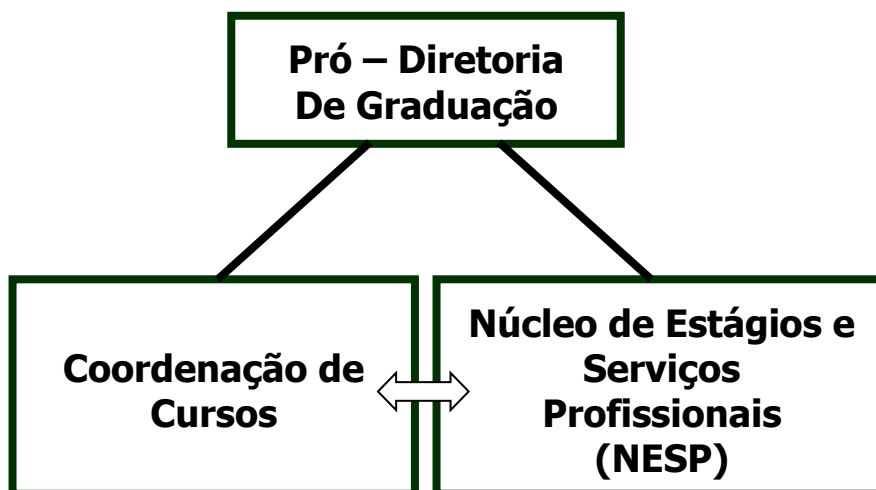 Pró – Diretoria
De Graduação
Coordenação de
Cursos
Núcleo de Estágios e
Serviços
Profissionais
(NESP)